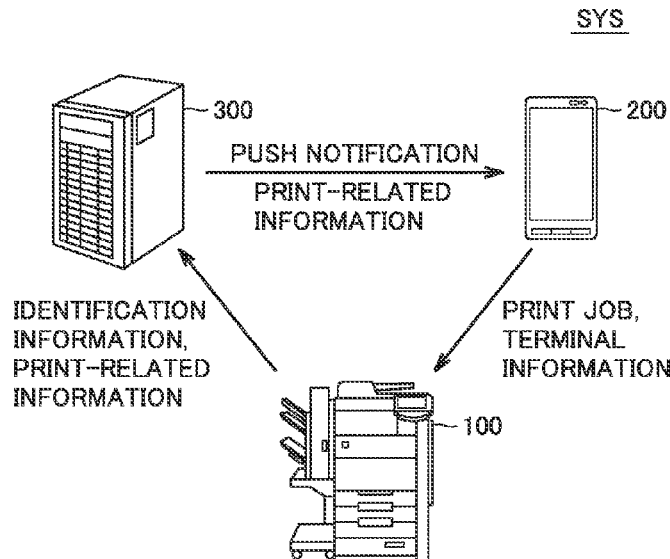 SYS
300
200
PUSH NOTIFICATION
PRINT-RELATED
INFORMATION
IDENTIFICATION
INFORMATION,
PRINT-RELATED
INFORMATION
PRINT JOB,
TERMINAL
INFORMATION
100